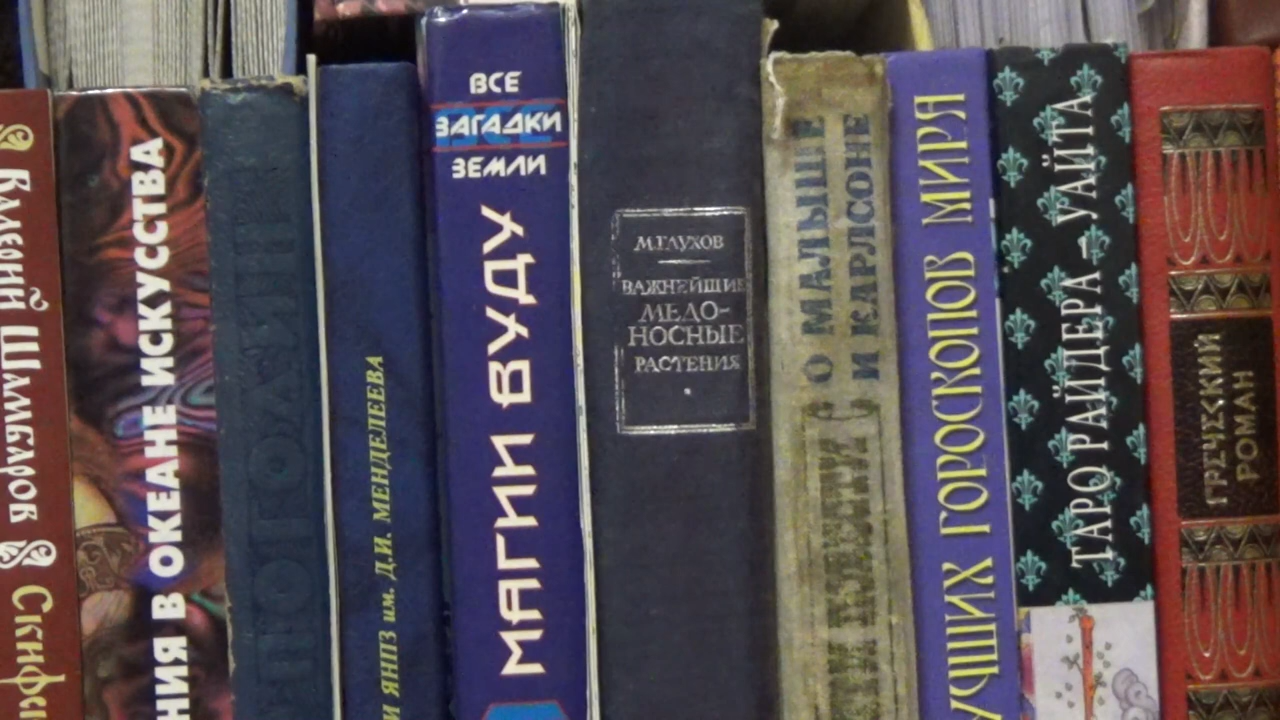 Валерий Шамбаров
Скифс
НИЯ В ОКЕАНЕ ИСКУССТВА
И ЯНПЗ им. Д.И. МЕНДЕЛЕЕВА
ВСЕ
ЗАГАДКИ
ЗЕМЛИ
МАГИИ ВУДУ
М.ГЛУХОВ
ВАЖНЕЙШИЕ
МЕДО-
НОСНЫЕ
РАСТЕНИЯ
О МАЛЫШЕ
И КАРЛСОНЕ
УЧШИХ ГОРОСКОПОВ МИРА
ТАРО РАЙДЕРА – УАЙТА
ГРЕЧЕСКИЙ
РОМАН